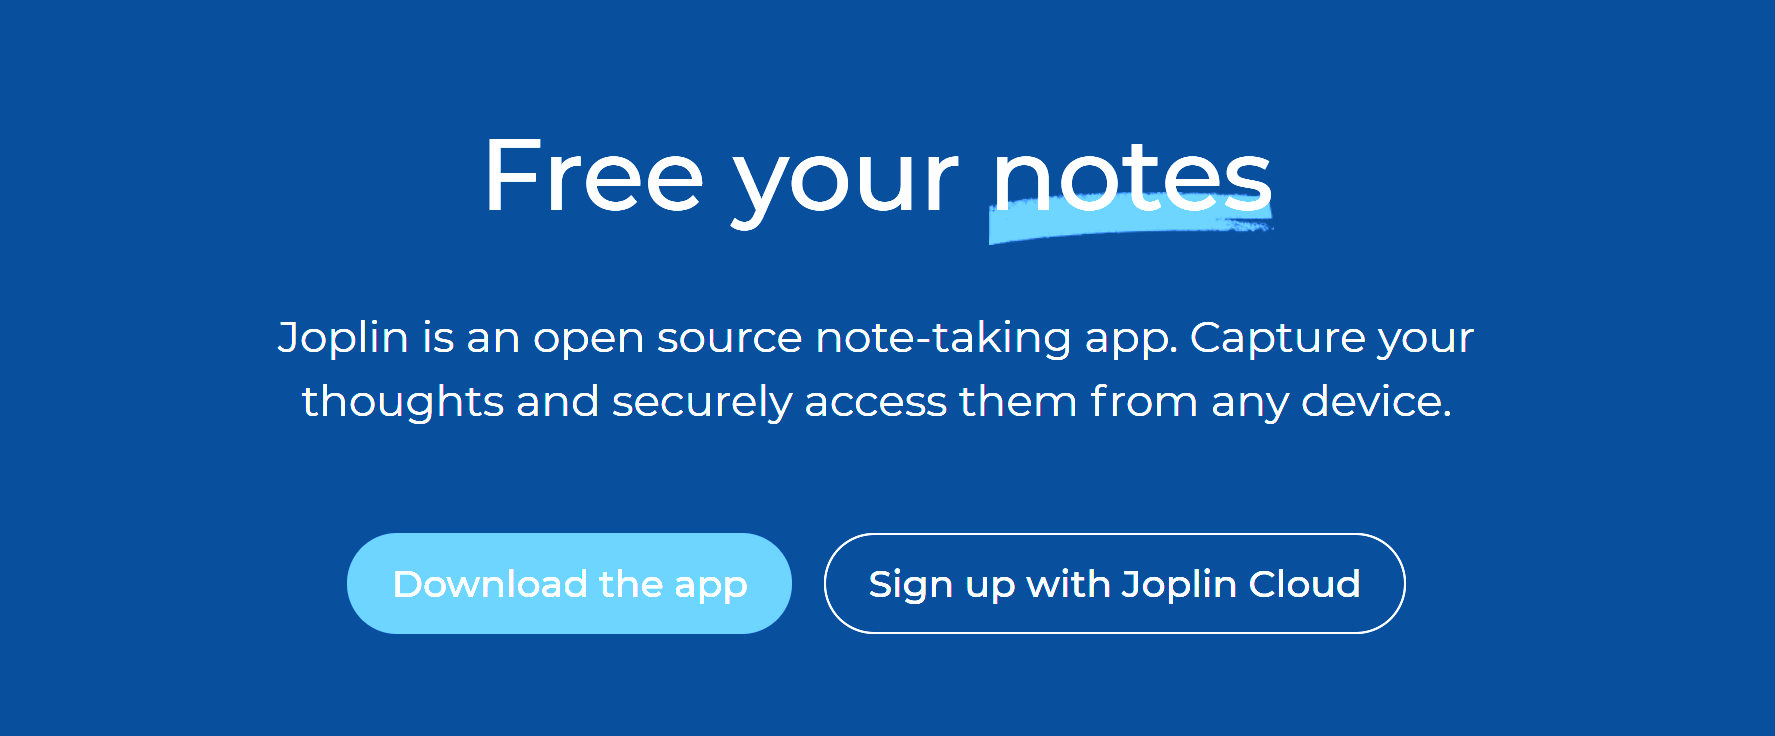 Free your notes
Joplin is an open source note-taking app. Capture your
thoughts and securely access them from any device.
Download the app
Sign up with Joplin Cloud